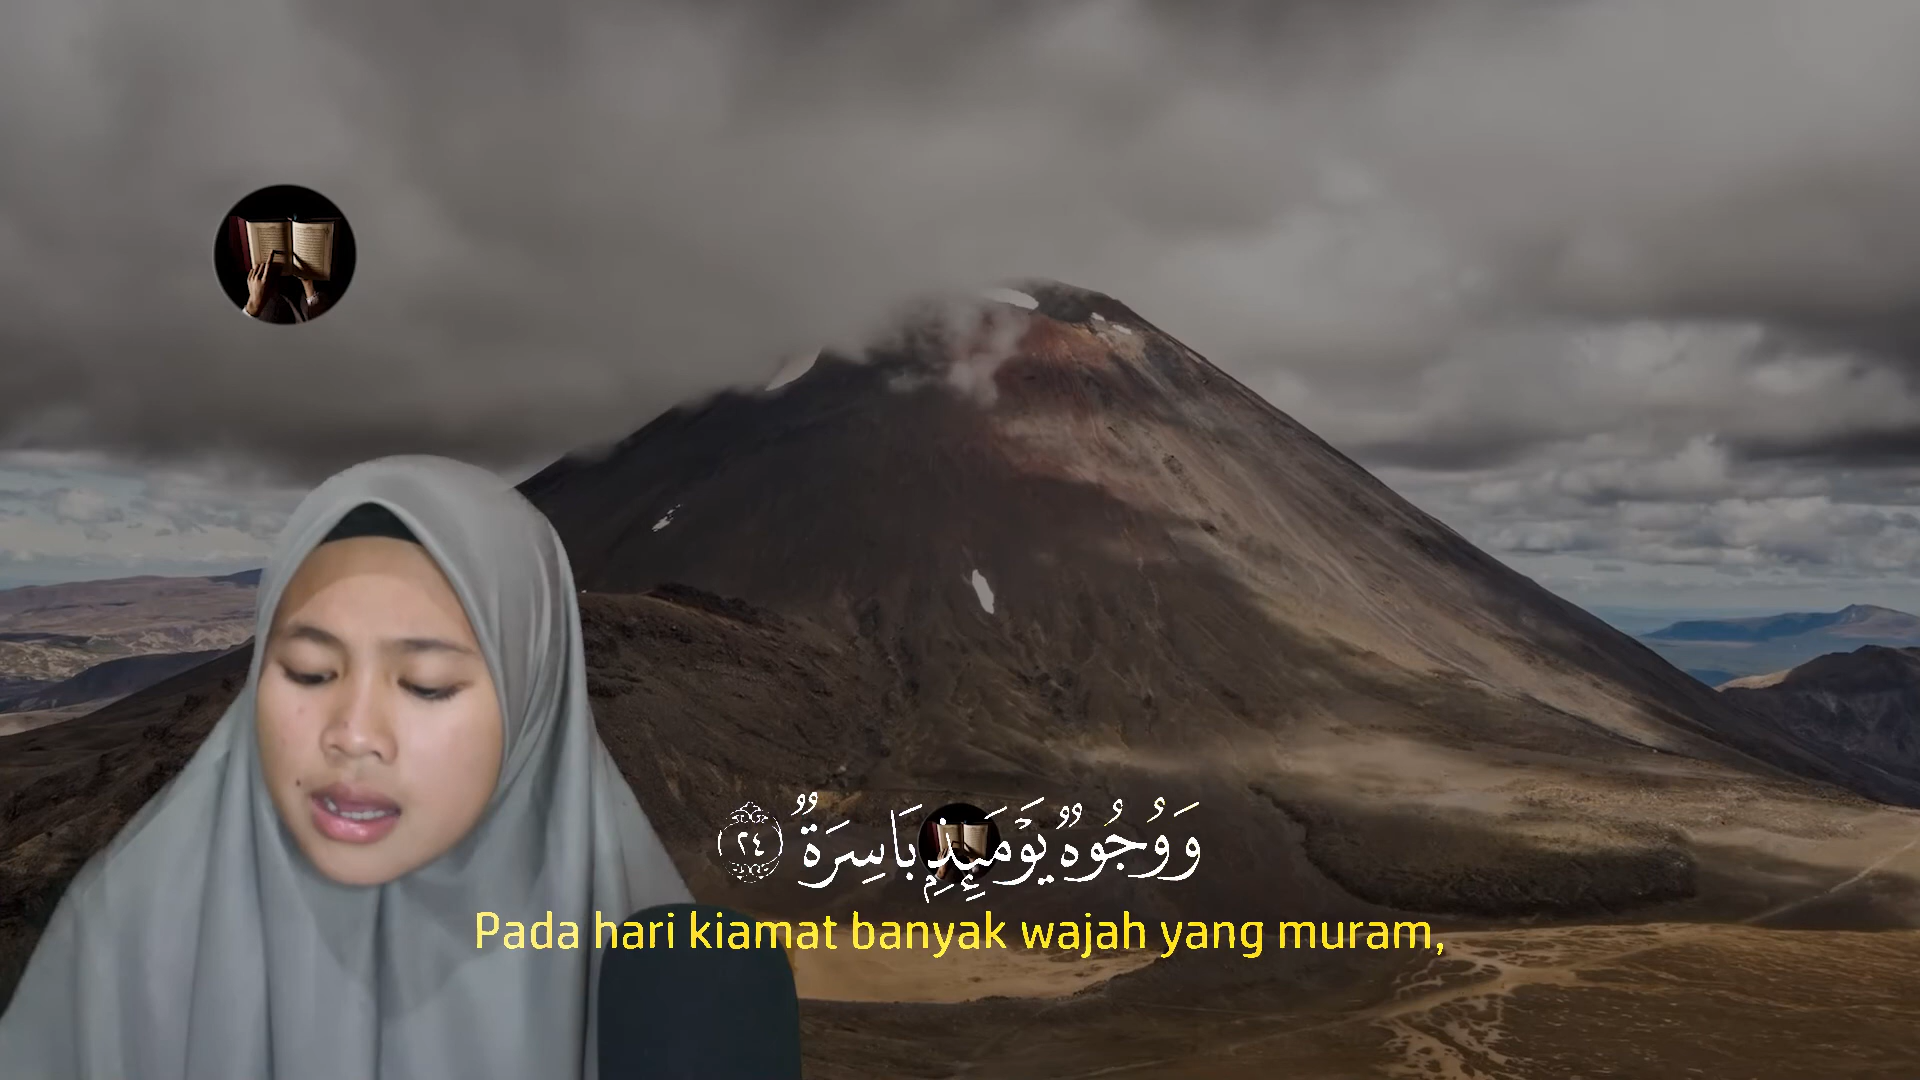 وَوُجُوهٌ يَوْمَئِذٍۭ بَاسِرَةٌ ٢٤
Pada hari kiamat banyak wajah yang muram,